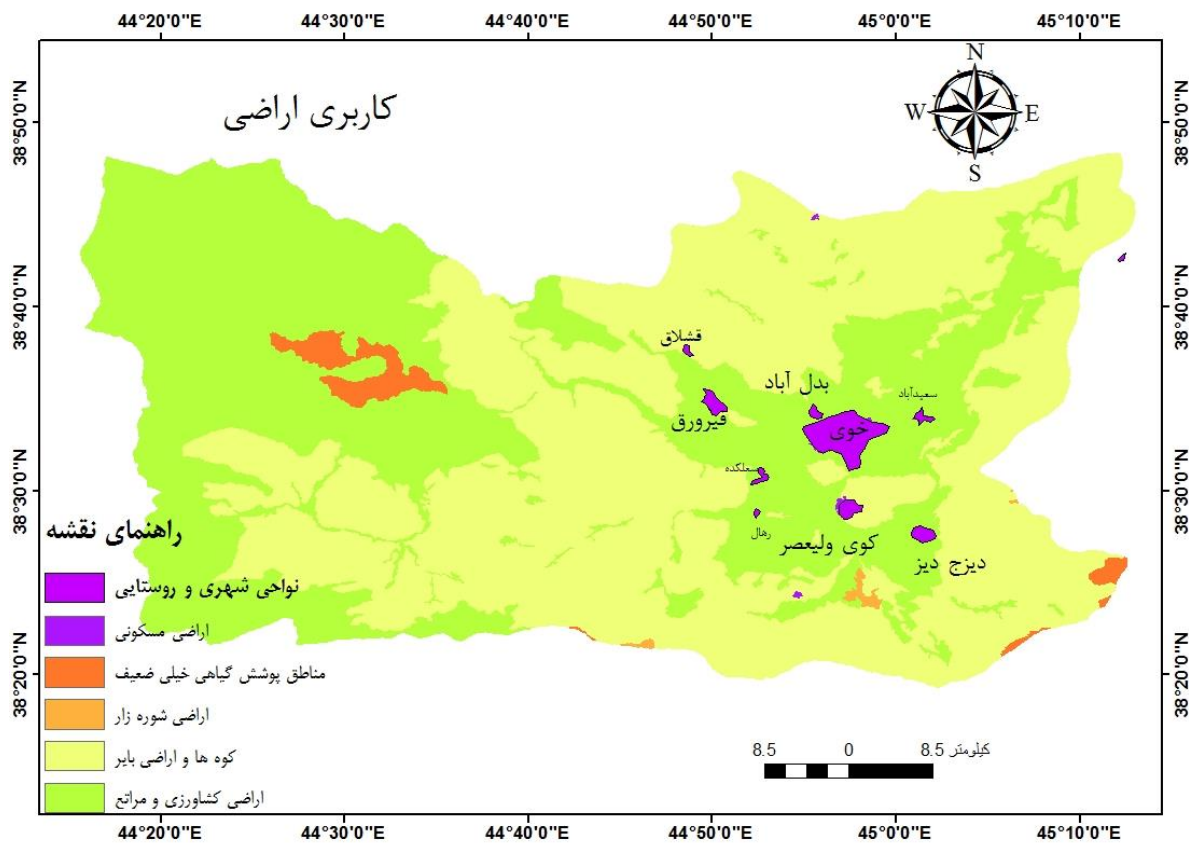 44°20'0"E 44°30'0"E 44°40'0"E 44°50'0"E 45°0'0"E 45°10'0"E
38°50'0"N
38°40'0"N
38°30'0"N
38°20'0"N
کاربری اراضی
N
W E
S
قشلاق
فیرورق
بدل آباد
سعیدآباد
خوی
سعلکده
رهال
کوی ولیعصر
دیزج دیز
راهنمای نقشه
نواحی شهری و روستایی
اراضی مسکونی
مناطق پوشش گیاهی خیلی ضعیف
اراضی شوره زار
کوه ها و اراضی بایر
اراضی کشاورزی و مراتع
8.5 0 8.5 کیلومتر
38°50'0"N
38°40'0"N
38°30'0"N
38°20'0"N
44°20'0"E 44°30'0"E 44°40'0"E 44°50'0"E 45°0'0"E 45°10'0"E